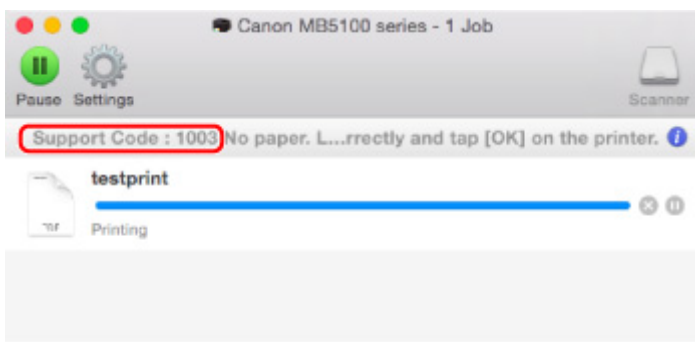 Canon MB5100 series - 1 Job
Pause Settings
Scanner
Support Code : 1003 No paper. L...rrectly and tap [OK] on the printer.
testprint
Printing